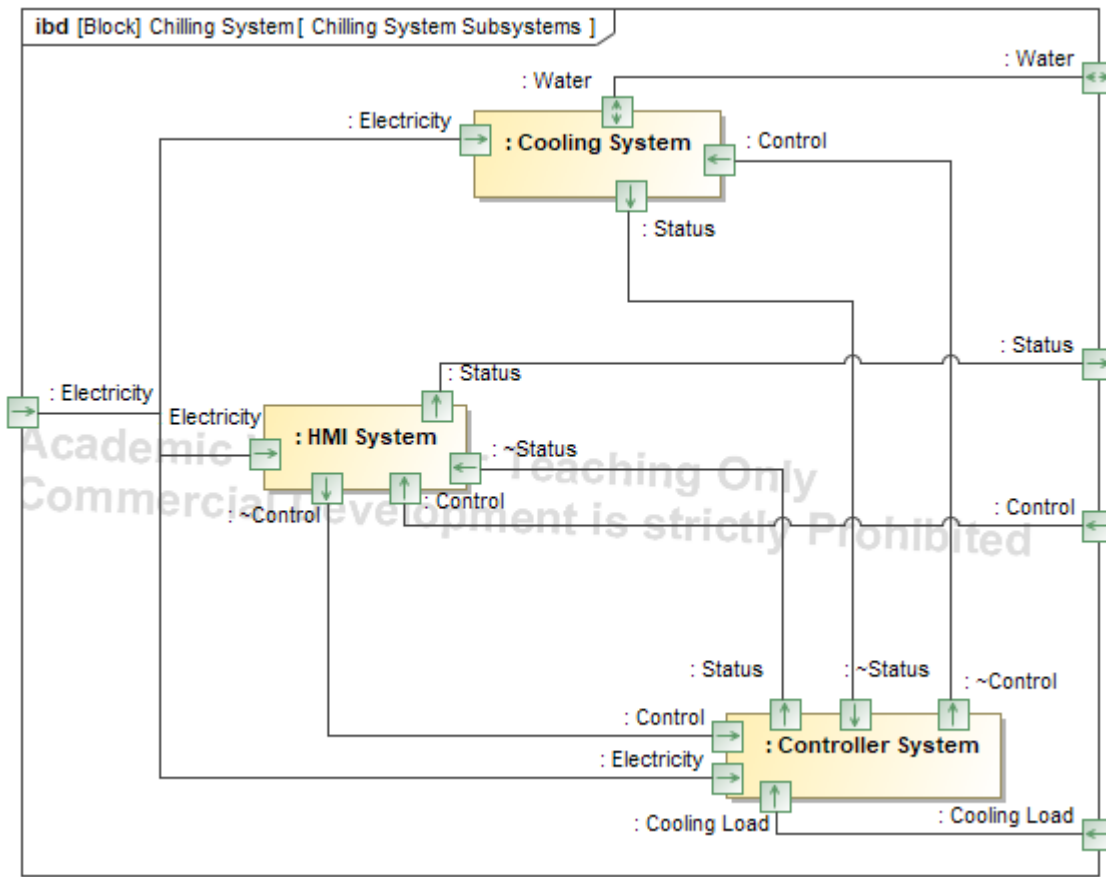 ibd [Block] Chilling System[ Chilling System Subsystems ]
: Water
: Water
: Electricity
: Cooling System
: Control
: Status
: Status
: Status
: Electricity
Electricity
: HMI System
: ~Status
: Control
: ~Control
: Control
Academic
Teaching Only
Commercial Development is strictly Prohibited
: Status
: ~Status
: ~Control
: Control
: Controller System
: Electricity
: Cooling Load
: Cooling Load